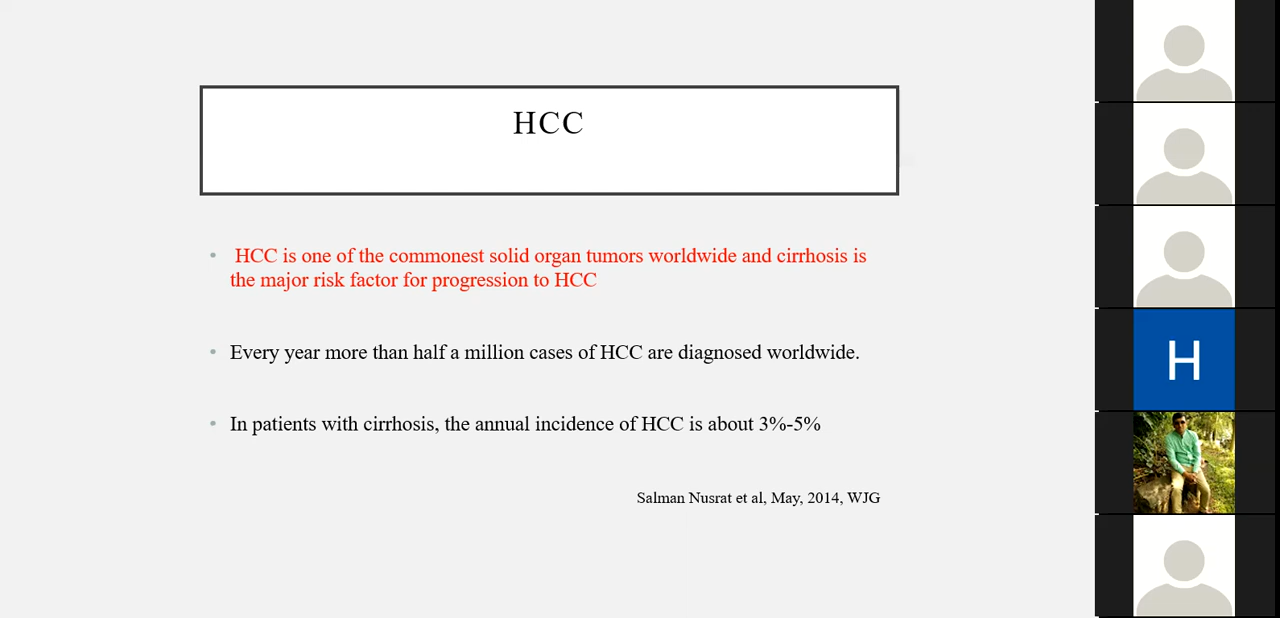 HCC
• HCC is one of the commonest solid organ tumors worldwide and cirrhosis is
the major risk factor for progression to HCC
• Every year more than half a million cases of HCC are diagnosed worldwide.
• In patients with cirrhosis, the annual incidence of HCC is about 3%-5%
Salman Nusrat et al, May, 2014, WJG
H